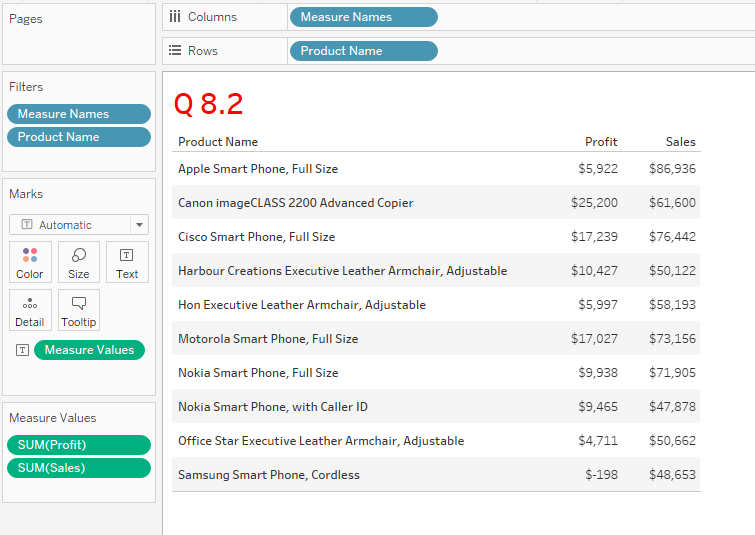 Pages
Columns Measure Names
Rows Product Name
Filters
Measure Names
Product Name
Marks
Automatic
Color Size Text
Detail Tooltip
Measure Values
Measure Values
SUM(Profit)
SUM(Sales)
Q 8.2
Product Name Profit Sales
Apple Smart Phone, Full Size $5,922 $86,936
Canon imageCLASS 2200 Advanced Copier $25,200 $61,600
Cisco Smart Phone, Full Size $17,239 $76,442
Harbour Creations Executive Leather Armchair, Adjustable $10,427 $50,122
Hon Executive Leather Armchair, Adjustable $5,997 $58,193
Motorola Smart Phone, Full Size $17,027 $73,156
Nokia Smart Phone, Full Size $9,938 $71,905
Nokia Smart Phone, with Caller ID $9,465 $47,878
Office Star Executive Leather Armchair, Adjustable $4,711 $50,662
Samsung Smart Phone, Cordless $-198 $48,653